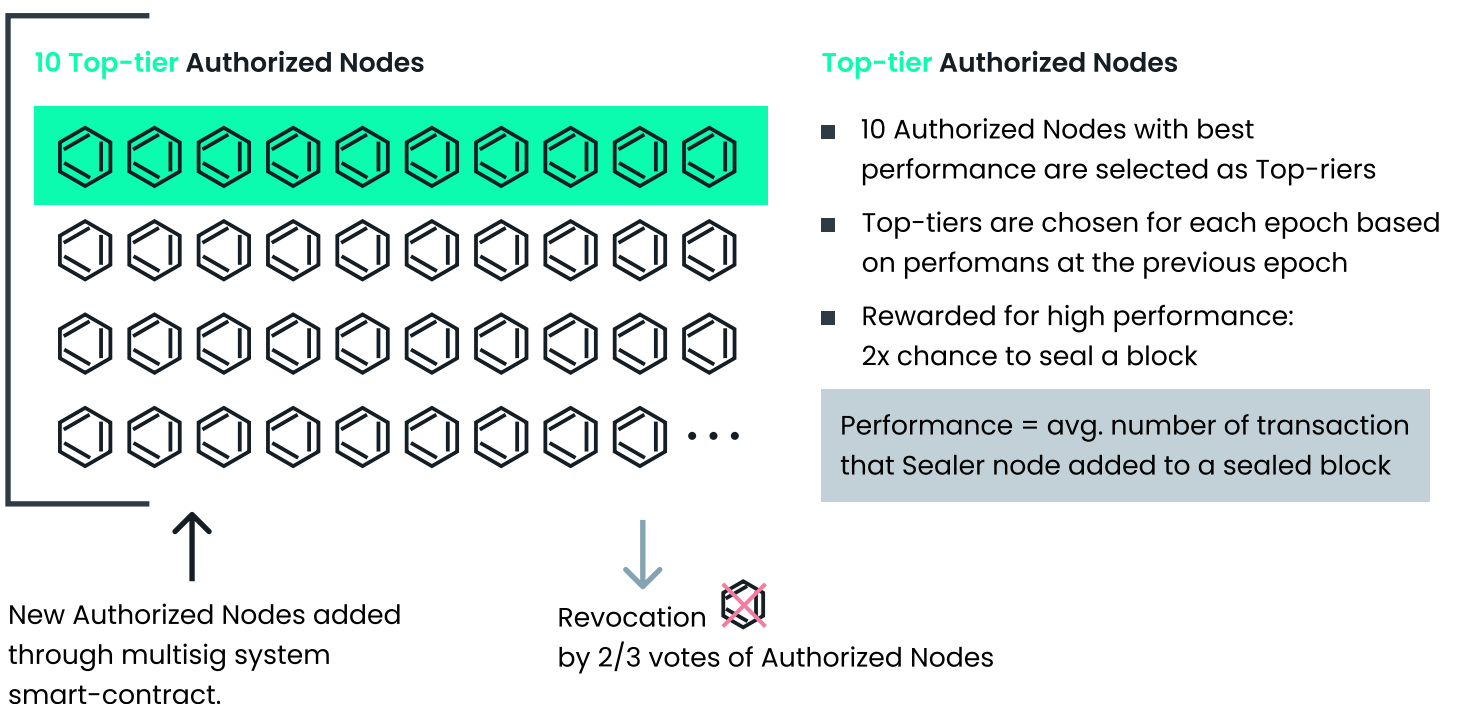 10 Top-tier Authorized Nodes
Top-tier Authorized Nodes
10 Authorized Nodes with best
performance are selected as Top-riers
Top-tiers are chosen for each epoch based
on perfomans at the previous epoch
Rewarded for high performance:
2x chance to seal a block
Performance = avg. number of transaction
that Sealer node added to a sealed block
New Authorized Nodes added
through multisig system
smart-contract.
Revocation
by 2/3 votes of Authorized Nodes